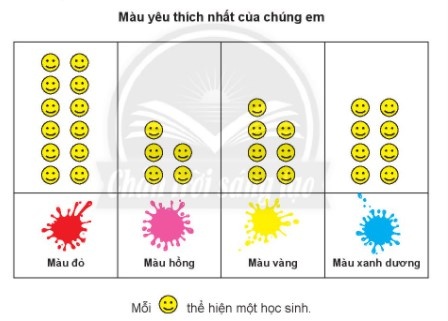 Màu yêu thích nhất của chúng em
Chân trời sáng tạo
Màu đỏ
Màu hồng
Màu vàng
Màu xanh dương
Mỗi thể hiện một học sinh.